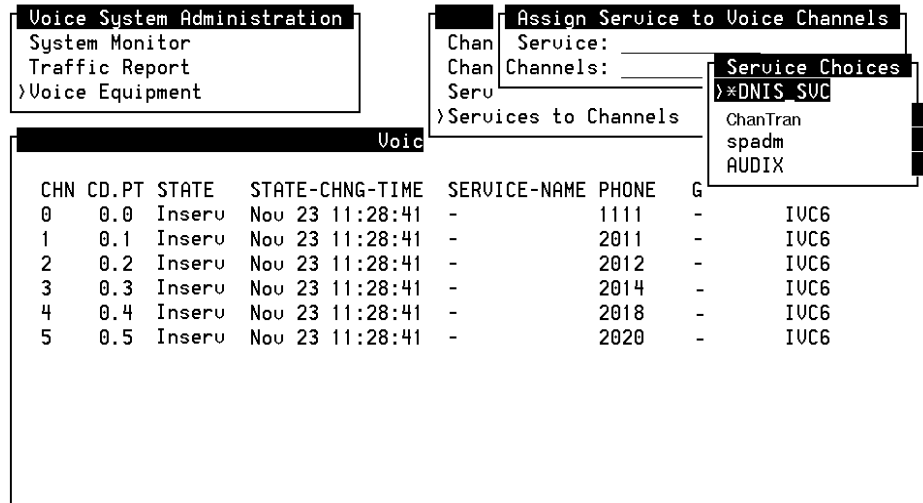 Voice System Administration
System Monitor
Traffic Report
>Voice Equipment
Chan
Chan
Serv
>Services to Channels
Assign Service to Voice Channels
Service:
Channels:
Service Choices
>*DNIS_SVC
ChanTran
spadm
AUDIX
Voic
CHN CD.PT STATE STATE-CHNG-TIME SERVICE-NAME PHONE G
0 0.0 Inserv Nov 23 11:28:41 - 1111 - IVC6
1 0.1 Inserv Nov 23 11:28:41 - 2011 - IVC6
2 0.2 Inserv Nov 23 11:28:41 - 2012 - IVC6
3 0.3 Inserv Nov 23 11:28:41 - 2014 - IVC6
4 0.4 Inserv Nov 23 11:28:41 - 2018 - IVC6
5 0.5 Inserv Nov 23 11:28:41 - 2020 - IVC6